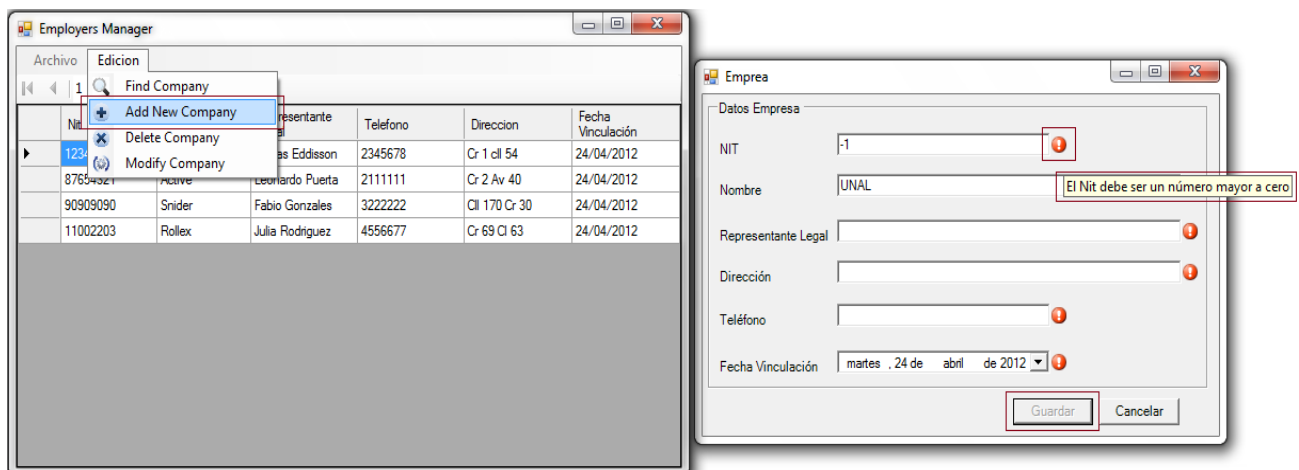 Employers Manager
Archivo Edicion
1
Find Company
Add New Company
Delete Company
Modify Company
Telefono Direccion Fecha Vinculación
Eddisson 2345678 Cr 1 cll 54 24/04/2012
87654321 Active Leonardo Puerta 2111111 Cr 2 Av 40 24/04/2012
90909090 Snider Fabio Gonzales 3222222 Cll 170 Cr 30 24/04/2012
11002203 Rollex Julia Rodriguez 4556677 Cr 69 Cl 63 24/04/2012
Emprea
Datos Empresa
NIT -1
El Nit debe ser un número mayor a cero
Nombre UNAL
Representante Legal
Dirección
Teléfono
Fecha Vinculación martes , 24 de abril de 2012
Guardar Cancelar